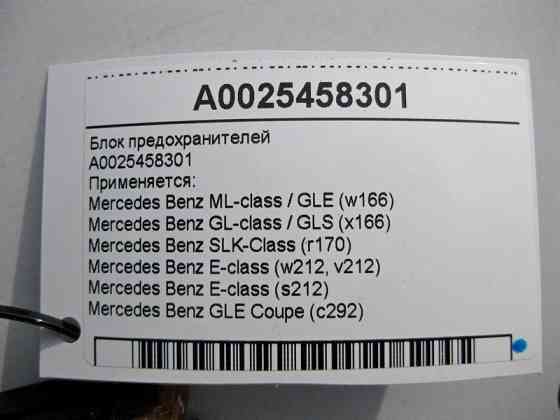 A0025458301
Блок предохранителей
A0025458301
Применяется:
Mercedes Benz ML-class / GLE (w166)
Mercedes Benz GL-class / GLS (x166)
Mercedes Benz SLK-Class (r170)
Mercedes Benz E-class (w212, v212)
Mercedes Benz E-class (s212)
Mercedes Benz GLE Coupe (c292)